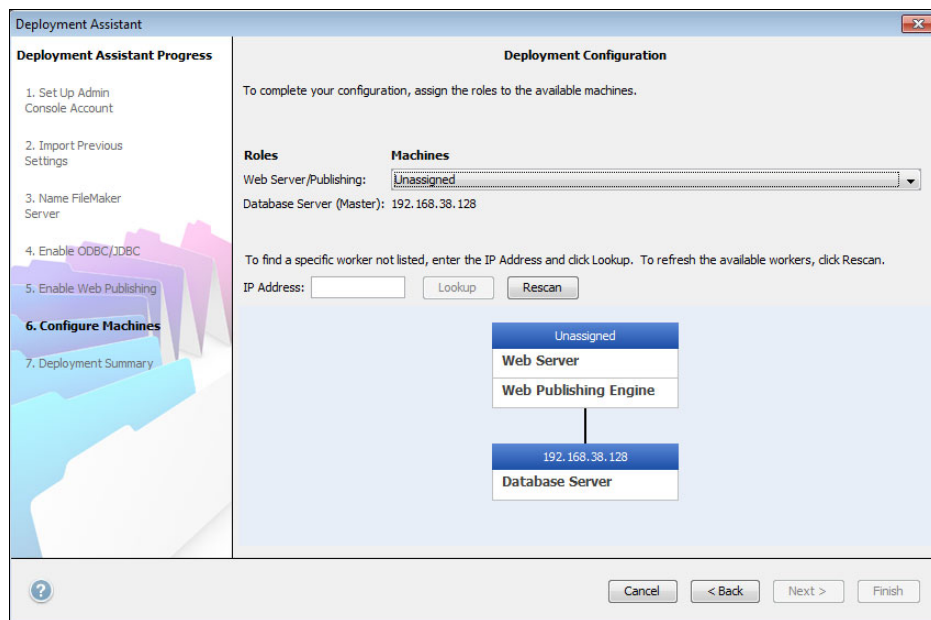 Deployment Assistant
Deployment Assistant Progress
1. Set Up Admin
Console Account
2. Import Previous
Settings
3. Name FileMaker
Server
4. Enable ODBC/JDBC
5. Enable Web Publishing
6. Configure Machines
7. Deployment Summary
Deployment Configuration
To complete your configuration, assign the roles to the available machines.
Roles Machines
Web Server/Publishing: Unassigned
Database Server (Master): 192.168.38.128
To find a specific worker not listed, enter the IP Address and click Lookup. To refresh the available workers, click Rescan.
IP Address: Lookup Rescan
Unassigned
Web Server
Web Publishing Engine
192.168.38.128
Database Server
? Cancel < Back Next > Finish